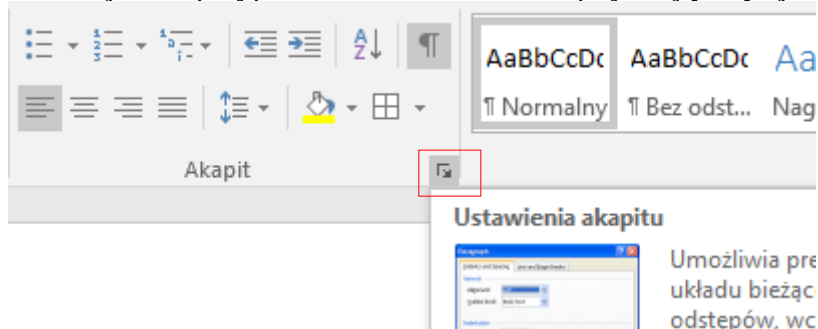 AaBbCcDc AaBbCcDc Aa
¶ Normalny ¶ Bez odst... Nag
Akapit
Ustawienia akapitu
Umożliwia pre
układu bieżąc
odstępów, wc